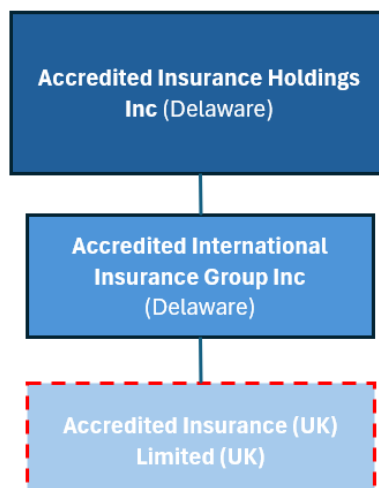 Accredited Insurance Holdings
Inc (Delaware)
Accredited International
Insurance Group Inc
(Delaware)
Accredited Insurance (UK)
Limited (UK)